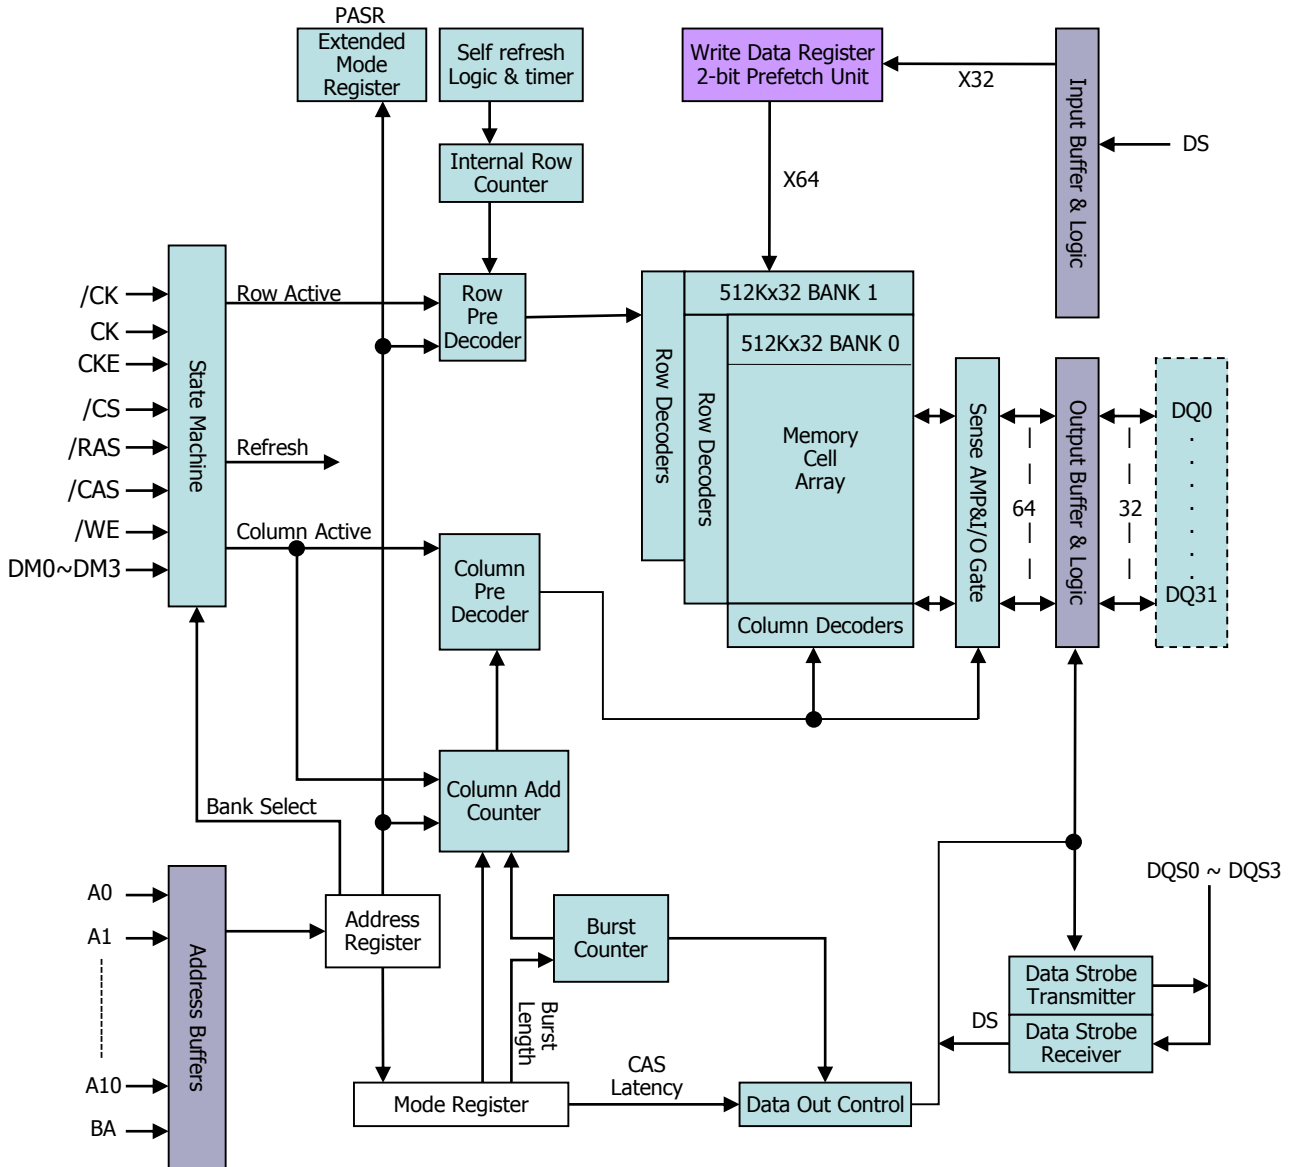 PASR
Extended
Mode
Register
Self refresh
Logic & timer
Write Data Register
2-bit Prefetch Unit
X32
Input Buffer & Logic
DS
Internal Row
Counter
X64
/CK
CK
CKE
/CS
/RAS
/CAS
/WE
DM0~DM3
State Machine
Row Active
Refresh
Column Active
Row
Pre
Decoder
Row Decoders
512Kx32 BANK 1
Row Decoders
512Kx32 BANK 0
Memory
Cell
Array
Column Decoders
Sense AMP&I/O Gate
64
Output Buffer & Logic
32
DQ0
DQ31
Column
Pre
Decoder
Bank Select
Column Add
Counter
A0
A1
A10
BA
Address Buffers
Address
Register
Burst
Counter
Burst
Length
CAS
Latency
Mode Register
Data Out Control
DQS0 ~ DQS3
Data Strobe
Transmitter
DS
Data Strobe
Receiver